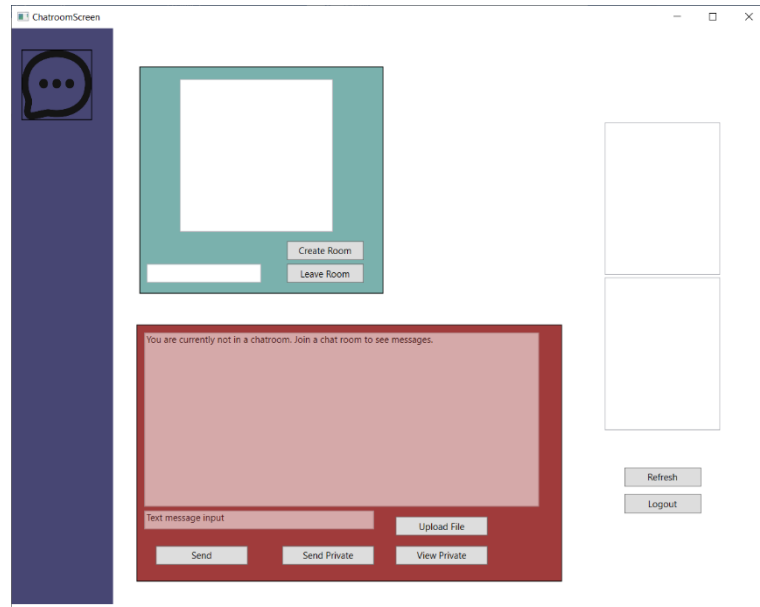 ChatroomScreen
Create Room
Leave Room
You are currently not in a chatroom. Join a chat room to see messages.
Text message input
Upload File
Send
Send Private
View Private
Refresh
Logout